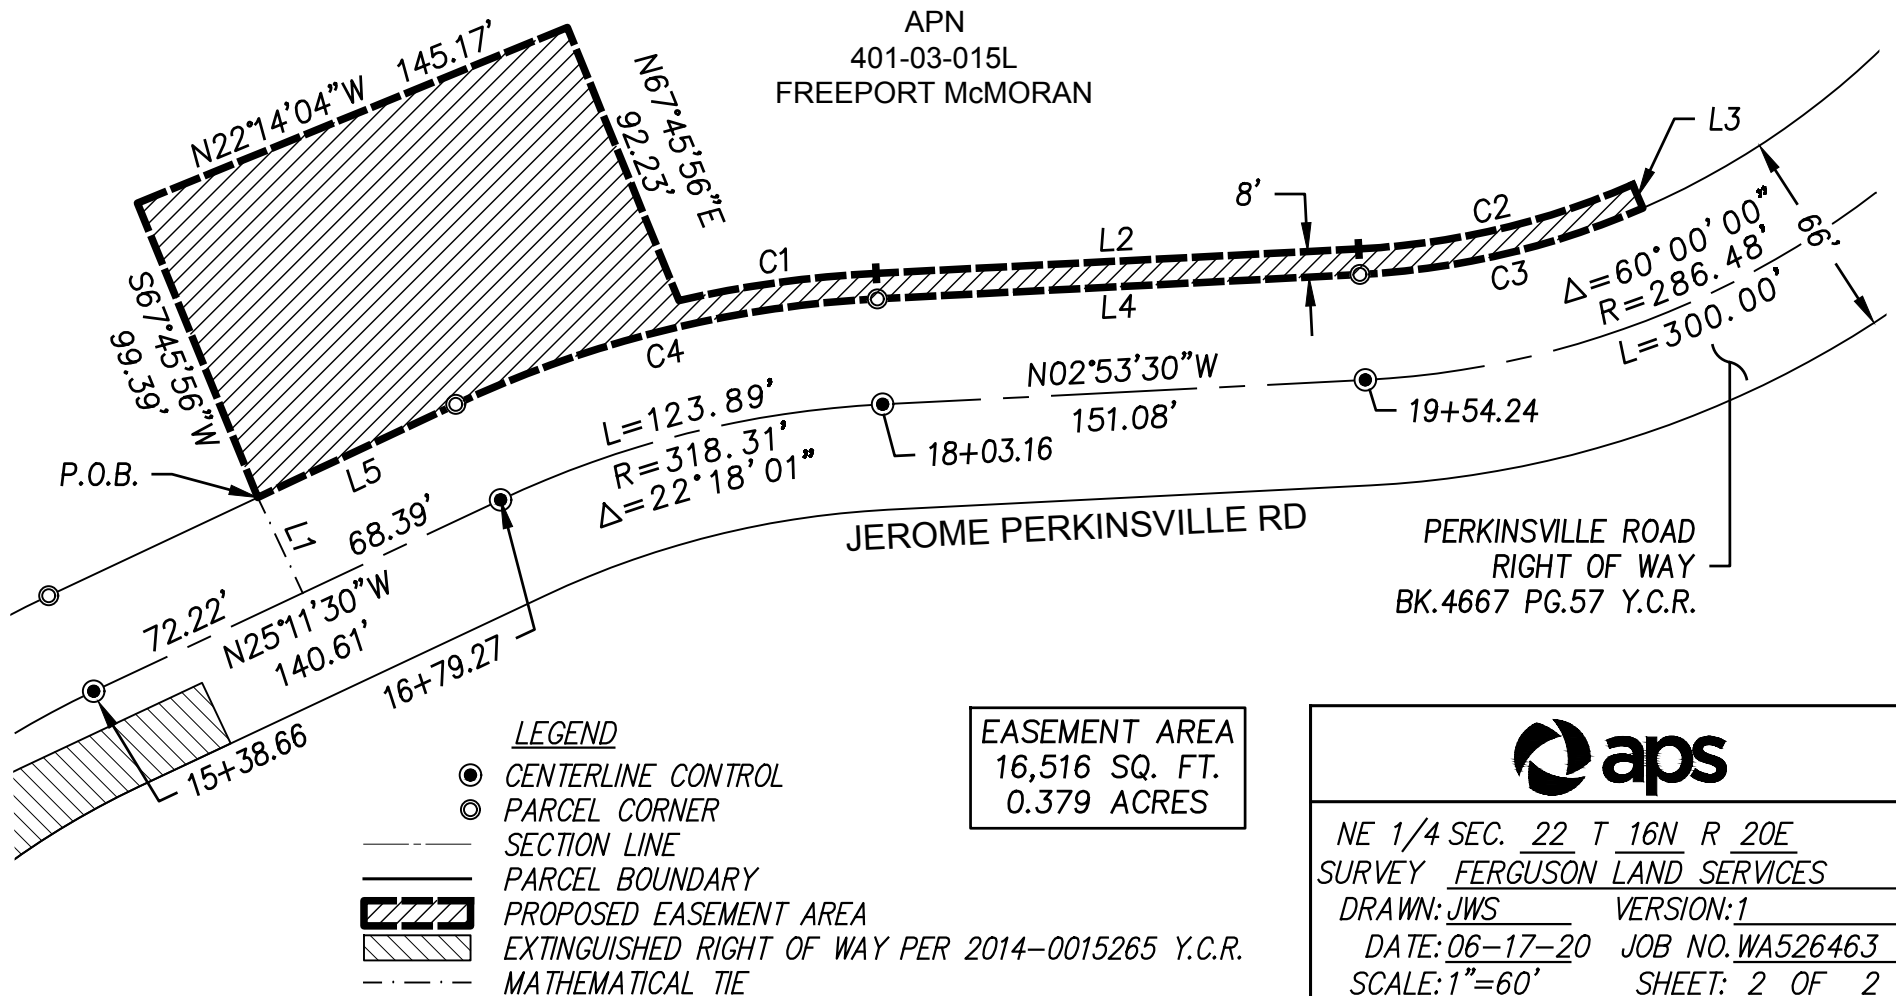 APN
401-03-015L
FREEPORT McMORAN
N22°14'04"W 145.17'
N67°45'56"E
92.23'
S67°45'56"W
99.39'
P.O.B.
L5
L1
C4
C1
L2
8'
L4
C2
C3
L3
66'
Δ=60°00'00"
R=286.48'
L=300.00'
N02°53'30"W
151.08'
L=123.89'
R=318.31'
Δ=22°18'01"
18+03.16
19+54.24
68.39'
72.22'
N25°11'30"W
140.61'
16+79.27
15+38.66
JEROME PERKINSVILLE RD
PERKINSVILLE ROAD
RIGHT OF WAY
BK.4667 PG.57 Y.C.R.
LEGEND
CENTERLINE CONTROL
PARCEL CORNER
SECTION LINE
PARCEL BOUNDARY
PROPOSED EASEMENT AREA
EXTINGUISHED RIGHT OF WAY PER 2014-0015265 Y.C.R.
MATHEMATICAL TIE
EASEMENT AREA
16,516 SQ. FT.
0.379 ACRES
aps
NE 1/4 SEC. 22 T 16N R 20E
SURVEY FERGUSON LAND SERVICES
DRAWN: JWS VERSION: 1
DATE: 06-17-20 JOB NO. WA526463
SCALE: 1"=60' SHEET: 2 OF 2